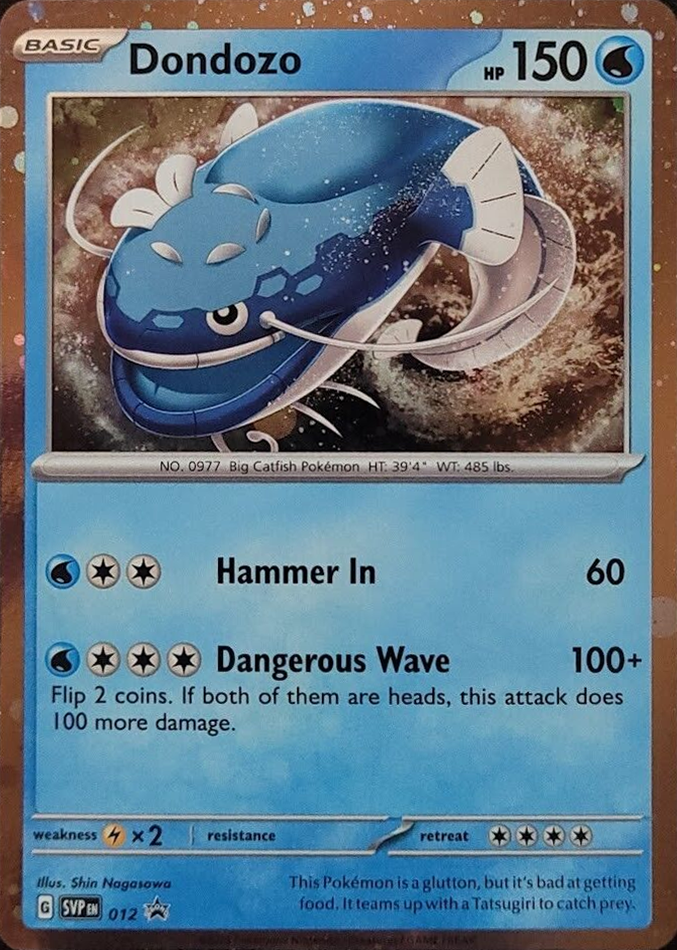 BASIC
Dondozo
HP 150
NO. 0977 Big Catfish Pokémon HT: 39'4" WT: 485 lbs.
Hammer In 60
Dangerous Wave 100+
Flip 2 coins. If both of them are heads, this attack does
100 more damage.
weakness ×2 resistance retreat
Illus. Shin Nagasawa
This Pokémon is a glutton, but it's bad at getting
food. It teams up with a Tatsugiri to catch prey.
G SVP EN 012